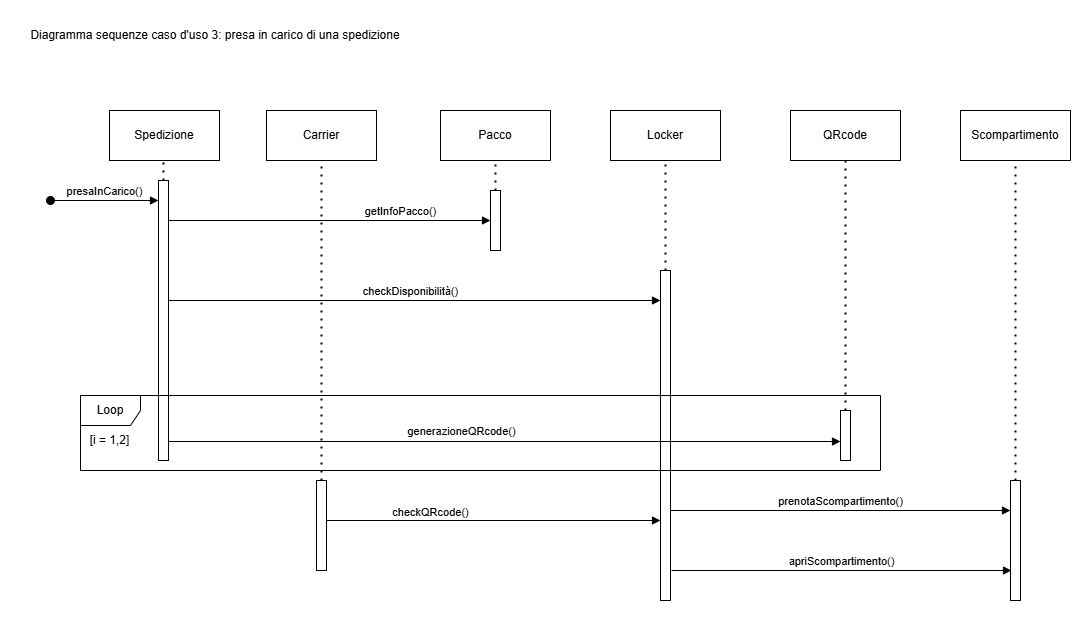 Diagramma sequenze caso d'uso 3: presa in carico di una spedizione
Spedizione
Carrier
Pacco
Locker
QRcode
Scompartimento
presaInCarico()
getInfoPacco()
checkDisponibilità()
Loop
[i = 1,2]
generazioneQRcode()
prenotaScompartimento()
checkQRcode()
apriScompartimento()